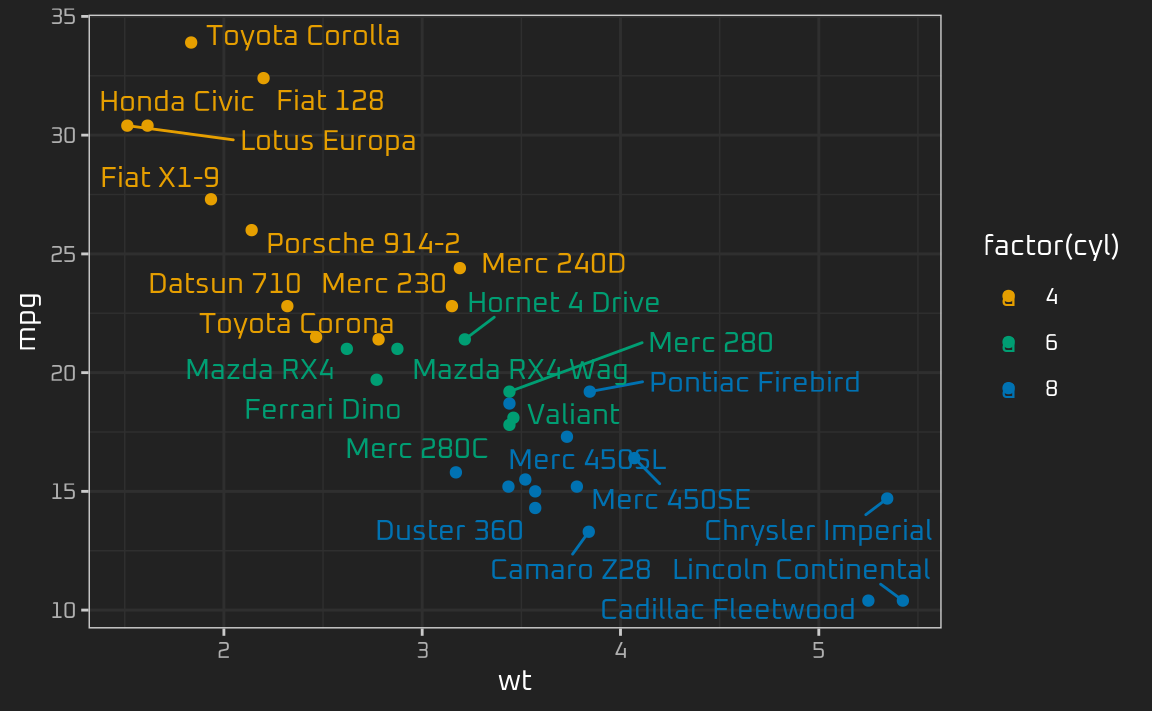 35
Toyota Corolla
Honda Civic Fiat 128
30
Lotus Europa
Fiat X1-9
Porsche 914-2
25
Merc 240D
Datsun 710 Merc 230
Hornet 4 Drive
Toyota Corona
Merc 280
Mazda RX4 Mazda RX4 Wag
20
Pontiac Firebird
Ferrari Dino
Valiant
Merc 280C
Merc 450SL
15
Merc 450SE
Duster 360
Chrysler Imperial
Camaro Z28 Lincoln Continental
10
Cadillac Fleetwood
2 3 4 5
wt
mpg
factor(cyl)
a 4
a 6
a 8